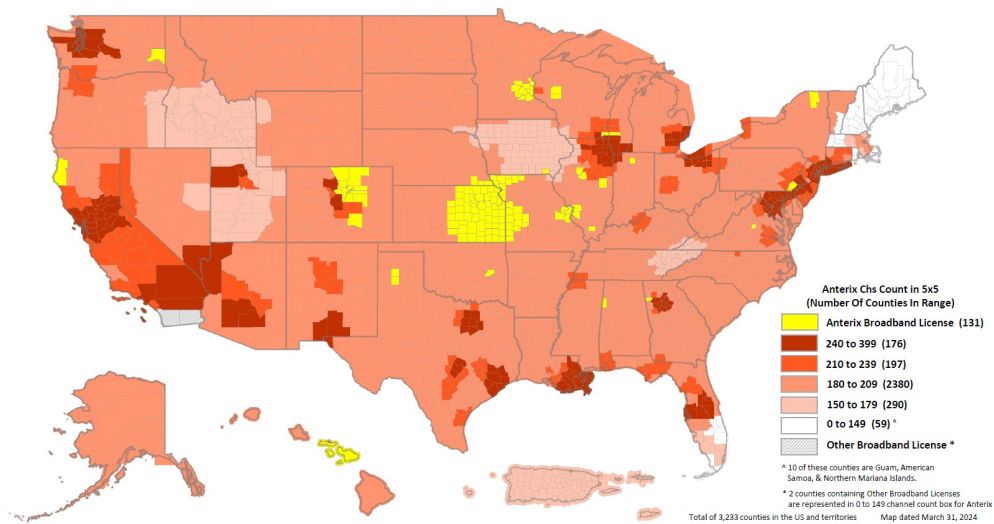 Anterix Chs Count in 5x5
(Number Of Counties In Range)
Anterix Broadband License (131)
240 to 399 (176)
210 to 239 (197)
180 to 209 (2380)
150 to 179 (290)
0 to 149 (59) ^
Other Broadband License *
^ 10 of these counties are Guam, American
Samoa, & Northern Mariana Islands.
* 2 counties containing Other Broadband Licenses
are represented in 0 to 149 channel count box for Anterix
Total of 3,233 counties in the US and territories Map dated March 31, 2024